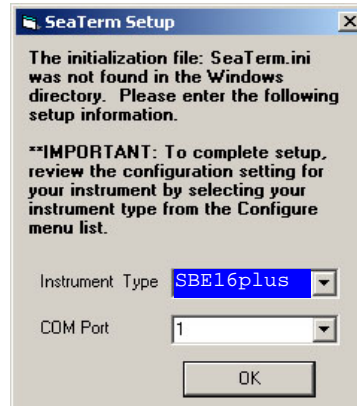 SeaTerm Setup
The initialization file: SeaTerm.ini
was not found in the Windows
directory. Please enter the following
setup information.
**IMPORTANT: To complete setup,
review the configuration setting for
your instrument by selecting your
instrument type from the Configure
menu list.
Instrument Type SBE16plus
COM Port 1
OK